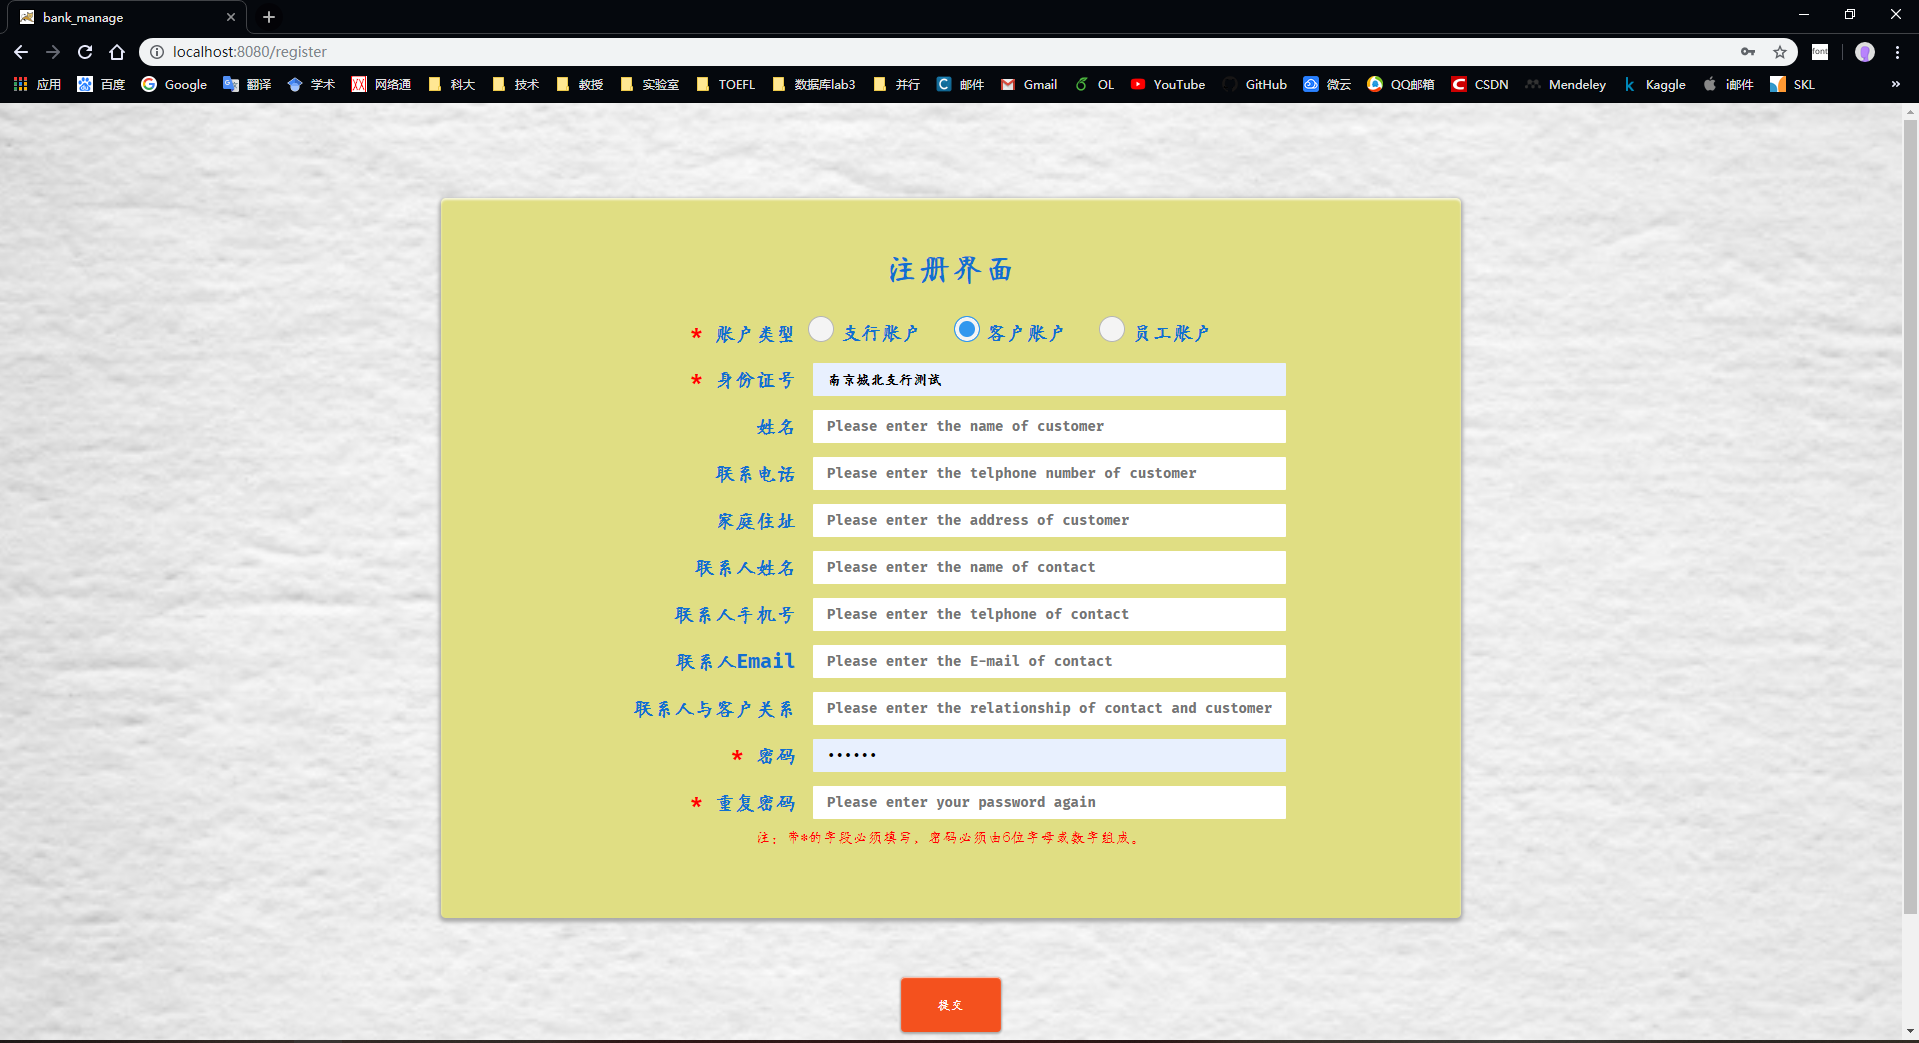 bank_manage
localhost:8080/register
font
应用 百度 Google 翻译 学术 网络通 科大 技术 教授 实验室 TOEFL 数据库lab3 并行 邮件 Gmail OL YouTube GitHub 微云 QQ邮箱 CSDN Mendeley Kaggle i邮件 SKL »
注册界面
* 账户类型 支行账户 客户账户 员工账户
* 身份证号 南京城北支行测试
姓名 Please enter the name of customer
联系电话 Please enter the telphone number of customer
家庭住址 Please enter the address of customer
联系人姓名 Please enter the name of contact
联系人手机号 Please enter the telphone of contact
联系人Email Please enter the E-mail of contact
联系人与客户关系 Please enter the relationship of contact and customer
* 密码 ••••••
* 重复密码 Please enter your password again
注：带*的字段必须填写，密码必须由6位字母或数字组成。
提交